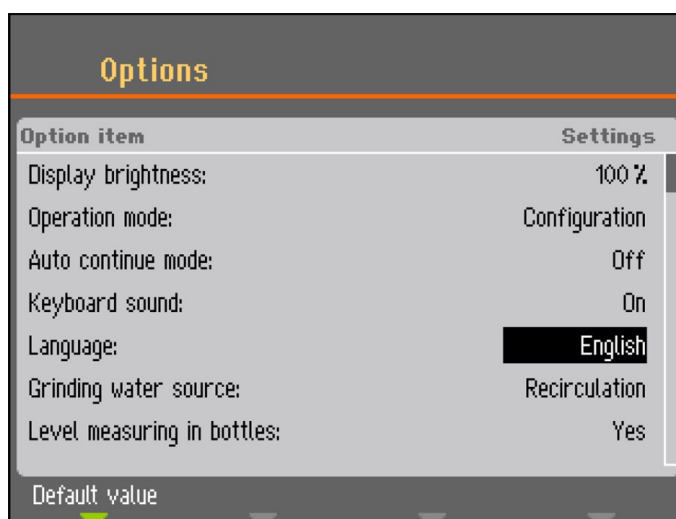 Options
Option item Settings
Display brightness: 100 %
Operation mode: Configuration
Auto continue mode: Off
Keyboard sound: On
Language: English
Grinding water source: Recirculation
Level measuring in bottles: Yes
Default value